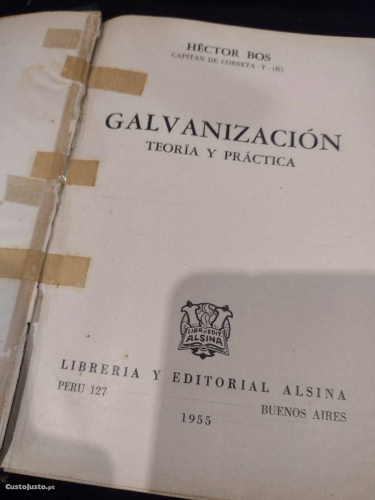 HÉCTOR BOS
CAPITAN DE CORBETA - T - (R)
GALVANIZACIÓN
TEORÍA Y PRÁCTICA
LIB. Y EDIT.
ALSINA
LIBRERIA Y EDITORIAL ALSINA
PERU 127
BUENOS AIRES
1955
CustoJusto.pt